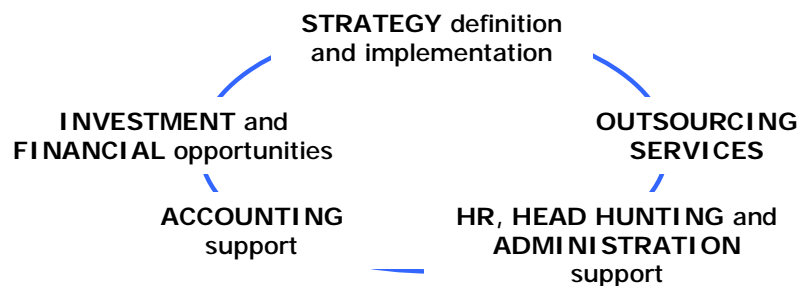 STRATEGY definition
and implementation
INVESTMENT and
FINANCIAL opportunities
OUTSOURCING
SERVICES
ACCOUNTING
support
HR, HEAD HUNTING and
ADMINISTRATION
support